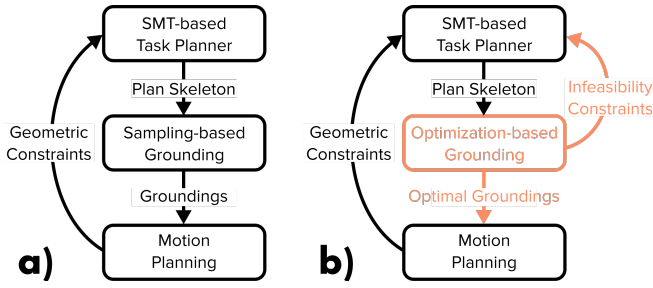 SMT-based
Task Planner
Plan Skeleton
Geometric
Constraints
Sampling-based
Grounding
Groundings
Motion
Planning
a)
SMT-based
Task Planner
Plan Skeleton
Infeasibility
Constraints
Geometric
Constraints
Optimization-based
Grounding
Optimal Groundings
Motion
Planning
b)